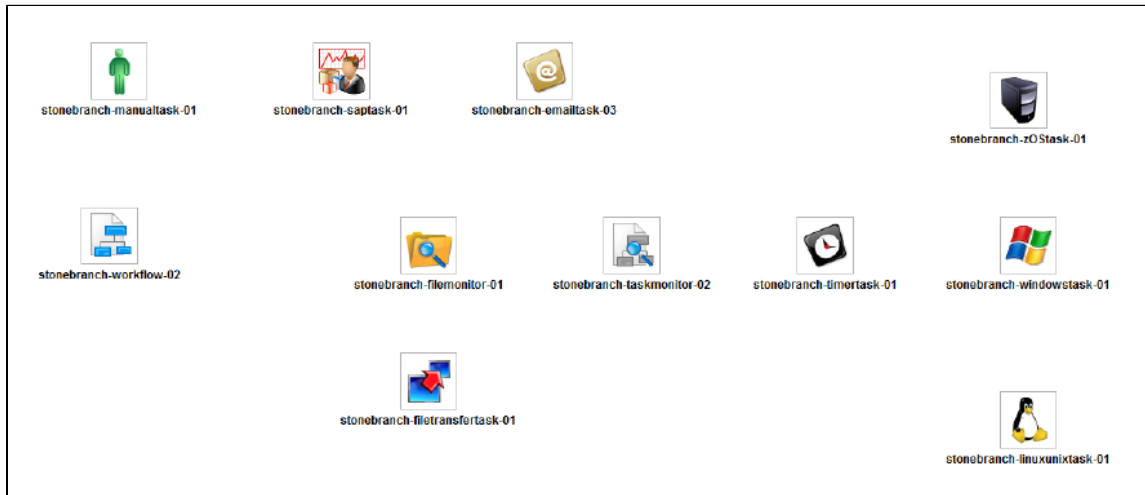 stonebranch-manualtask-01
stonebranch-saptask-01
stonebranch-emailtask-03
stonebranch-zOStask-01
stonebranch-workflow-02
stonebranch-filemonitor-01
stonebranch-taskmonitor-02
stonebranch-timertask-01
stonebranch-windowstask-01
stonebranch-filetransfertask-01
stonebranch-linuxunixtask-01